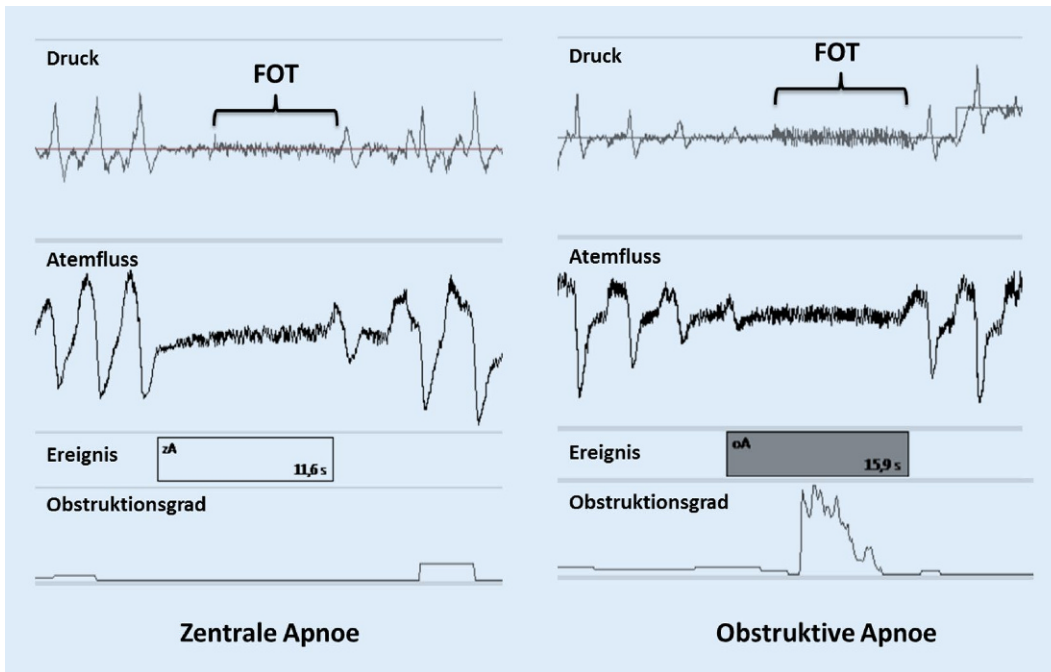 Druck
FOT
Atemfluss
Ereignis
zA
11,6 s
Obstruktionsgrad
Zentrale Apnoe
Druck
FOT
Atemfluss
Ereignis
oA
15,9 s
Obstruktionsgrad
Obstruktive Apnoe